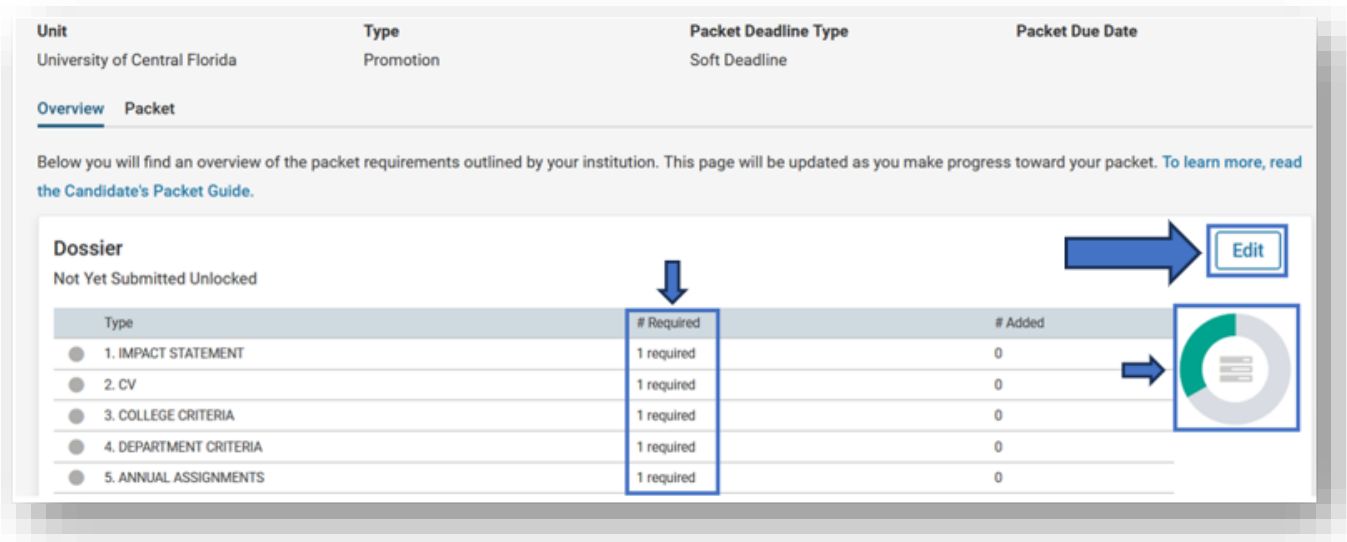 Unit Type Packet Deadline Type Packet Due Date
University of Central Florida Promotion Soft Deadline
Overview Packet
Below you will find an overview of the packet requirements outlined by your institution. This page will be updated as you make progress toward your packet. To learn more, read
the Candidate's Packet Guide.
Dossier
Edit
Not Yet Submitted Unlocked
Type # Required # Added
1. IMPACT STATEMENT 1 required 0
2. CV 1 required 0
3. COLLEGE CRITERIA 1 required 0
4. DEPARTMENT CRITERIA 1 required 0
5. ANNUAL ASSIGNMENTS 1 required 0